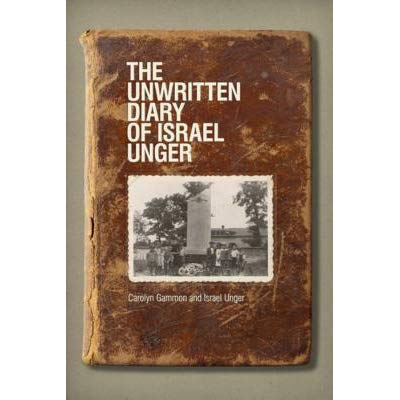 THE
UNWRITTEN
DIARY
OF ISRAEL
UNGER
Carolyn Gammon and Israel Unger